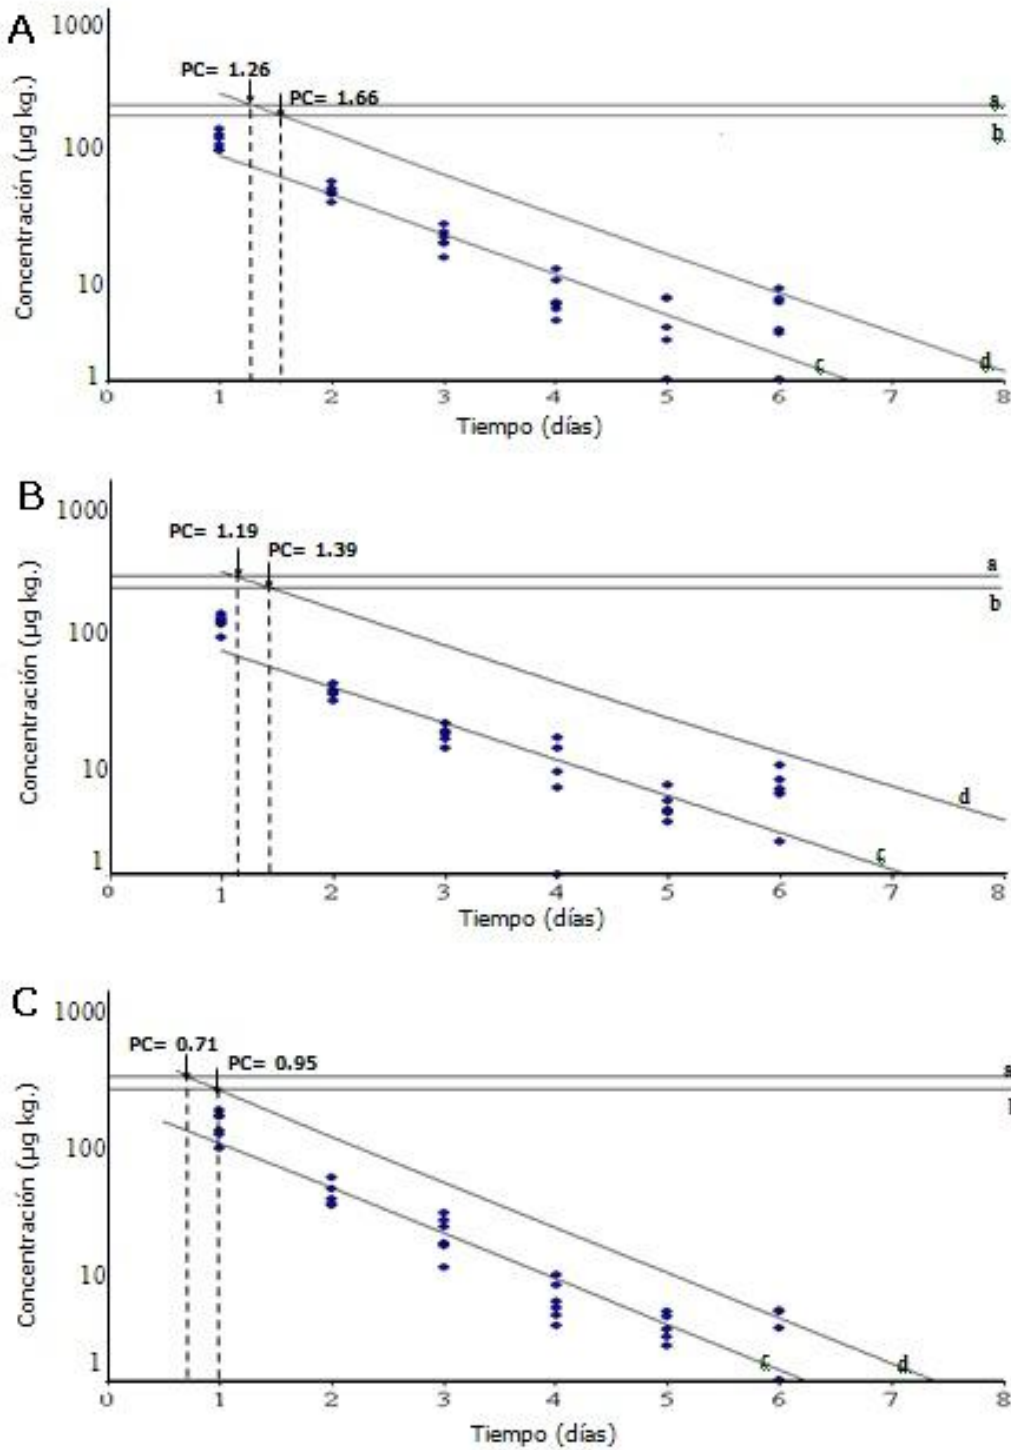 A
1000
PC= 1.26
PC= 1.66
a
b
100
Concentración (µg kg.)
10
1
c
d
0 1 2 3 4 5 6 7 8
Tiempo (días)
B
1000
PC= 1.19
PC= 1.39
a
b
100
Concentración (µg kg.)
10
d
c
1
0 1 2 3 4 5 6 7 8
Tiempo (días)
C
1000
PC= 0.71
PC= 0.95
100
Concentración (µg kg.)
10
1
c
d
0 1 2 3 4 5 6 7 8
Tiempo (días)